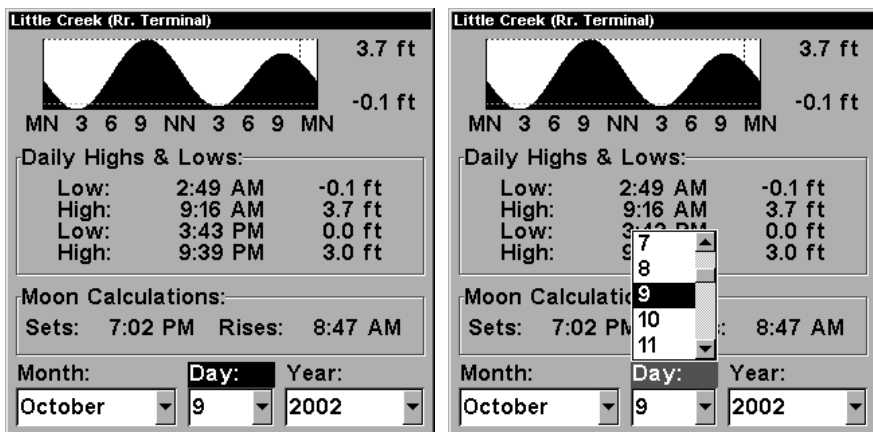 Little Creek (Rr. Terminal)
3.7 ft
-0.1 ft
MN 3 6 9 NN 3 6 9 MN
Daily Highs & Lows:
Low: 2:49 AM -0.1 ft
High: 9:16 AM 3.7 ft
Low: 3:43 PM 0.0 ft
High: 9:39 PM 3.0 ft
Moon Calculations:
Sets: 7:02 PM Rises: 8:47 AM
Month: Day: Year:
October 9 2002
Little Creek (Rr. Terminal)
3.7 ft
-0.1 ft
MN 3 6 9 NN 3 6 9 MN
Daily Highs & Lows:
Low: 2:49 AM -0.1 ft
High: 9:16 AM 3.7 ft
Low: 3:43 PM 0.0 ft
High: 9 3.0 ft
7
8
9
10
11
Moon Calculatio
Sets: 7:02 PM : 8:47 AM
Month: Day: Year:
October 9 2002